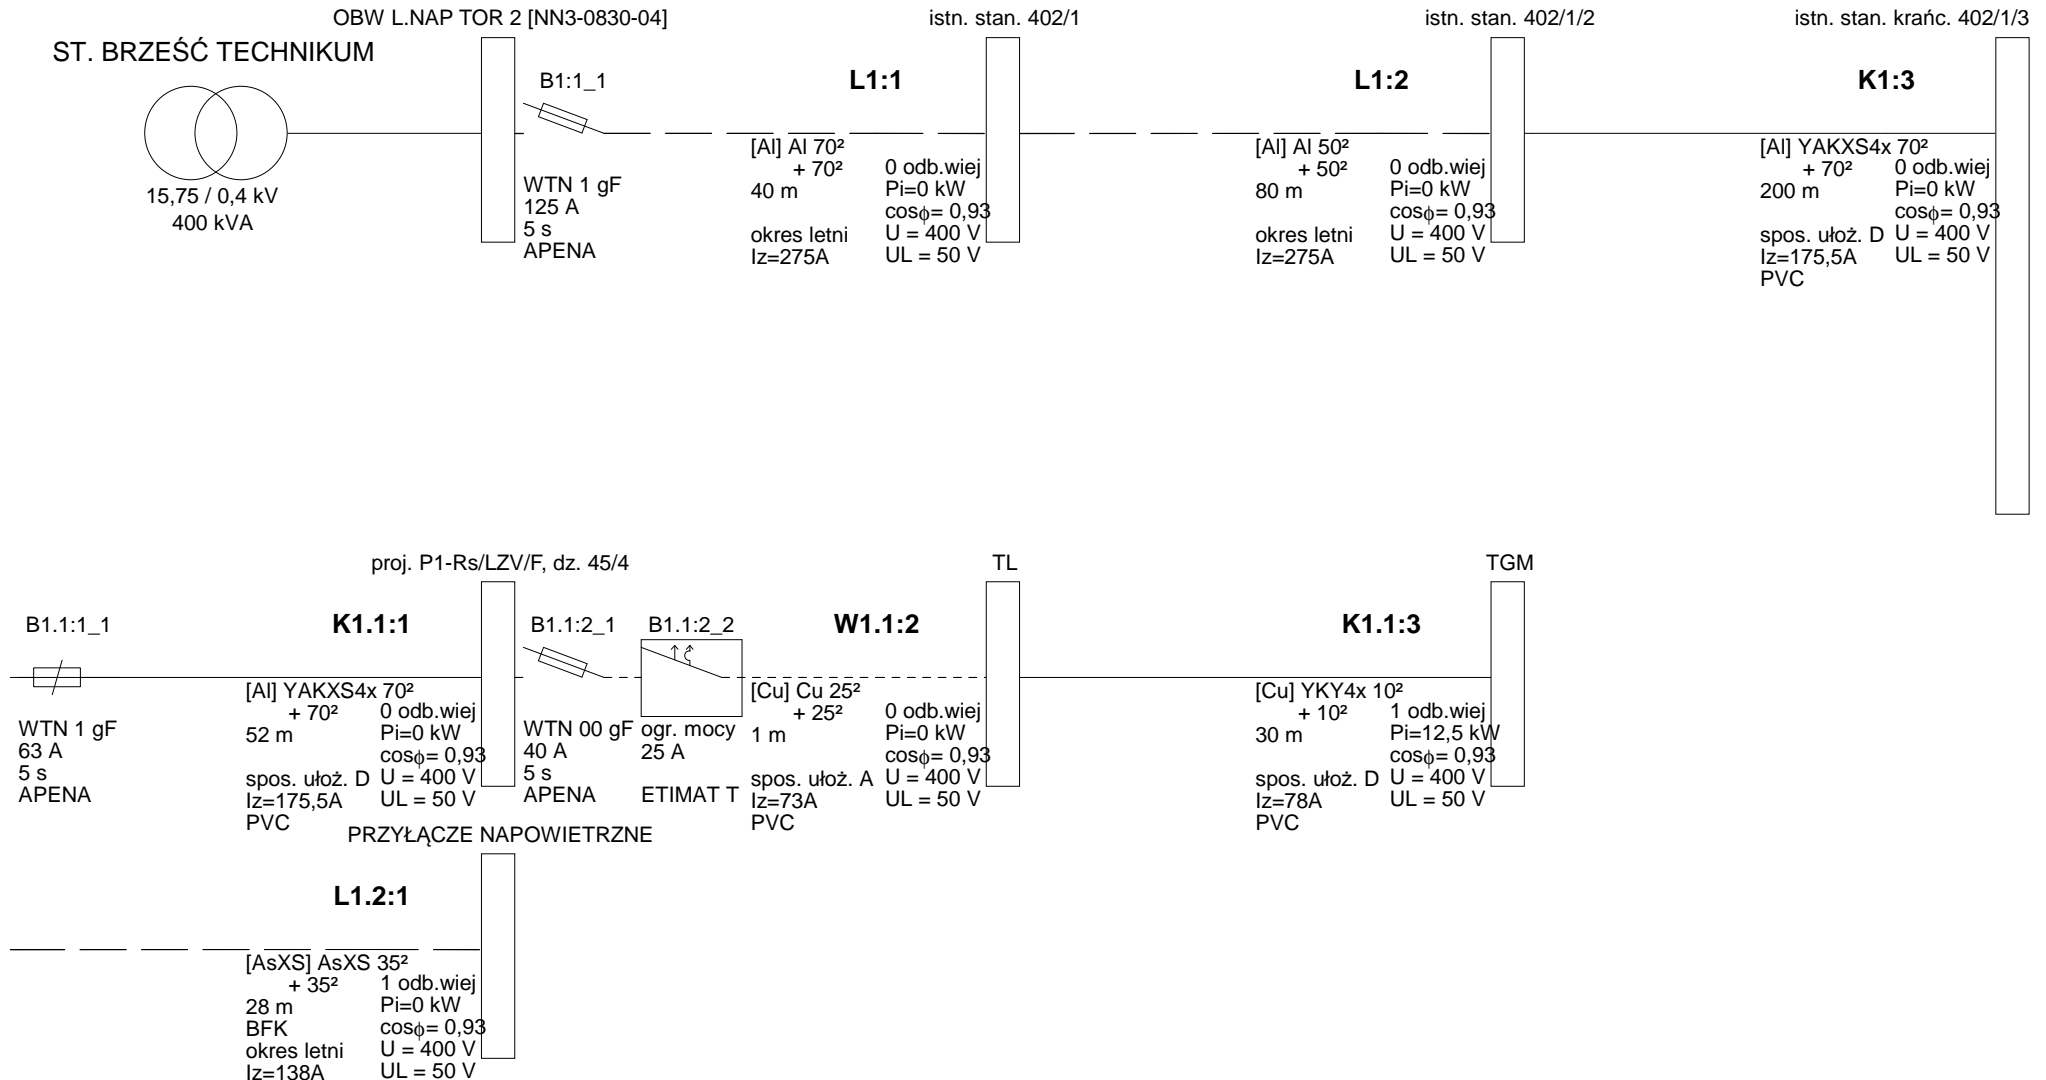 OBW L.NAP TOR 2 [NN3-0830-04]
istn. stan. 402/1
istn. stan. 402/1/2
istn. stan. krańc. 402/1/3
ST. BRZEŚĆ TECHNIKUM
15,75 / 0,4 kV
400 kVA
B1:1_1
WTN 1 gF
125 A
5 s
APENA
L1:1
[Al] Al 70²
+ 70²
40 m
okres letni
Iz=275A
0 odb.wiej
Pi=0 kW
cosϕ= 0,93
U = 400 V
UL = 50 V
L1:2
[Al] Al 50²
+ 50²
80 m
okres letni
Iz=275A
0 odb.wiej
Pi=0 kW
cosϕ= 0,93
U = 400 V
UL = 50 V
K1:3
[Al] YAKXS4x 70²
+ 70²
200 m
spos. ułoż. D
Iz=175,5A
PVC
0 odb.wiej
Pi=0 kW
cosϕ= 0,93
U = 400 V
UL = 50 V
proj. P1-Rs/LZV/F, dz. 45/4
TL
TGM
B1.1:1_1
WTN 1 gF
63 A
5 s
APENA
K1.1:1
[Al] YAKXS4x 70²
+ 70²
52 m
spos. ułoż. D
Iz=175,5A
PVC
0 odb.wiej
Pi=0 kW
cosϕ= 0,93
U = 400 V
UL = 50 V
B1.1:2_1
WTN 00 gF
40 A
5 s
APENA
B1.1:2_2
ogr. mocy
25 A
ETIMAT T
W1.1:2
[Cu] Cu 25²
+ 25²
1 m
spos. ułoż. A
Iz=73A
PVC
0 odb.wiej
Pi=0 kW
cosϕ= 0,93
U = 400 V
UL = 50 V
K1.1:3
[Cu] YKY4x 10²
+ 10²
30 m
spos. ułoż. D
Iz=78A
PVC
1 odb.wiej
Pi=12,5 kW
cosϕ= 0,93
U = 400 V
UL = 50 V
PRZYŁĄCZE NAPOWIETRZNE
L1.2:1
[AsXS] AsXS 35²
+ 35²
28 m
BFK
okres letni
Iz=138A
1 odb.wiej
Pi=0 kW
cosϕ= 0,93
U = 400 V
UL = 50 V